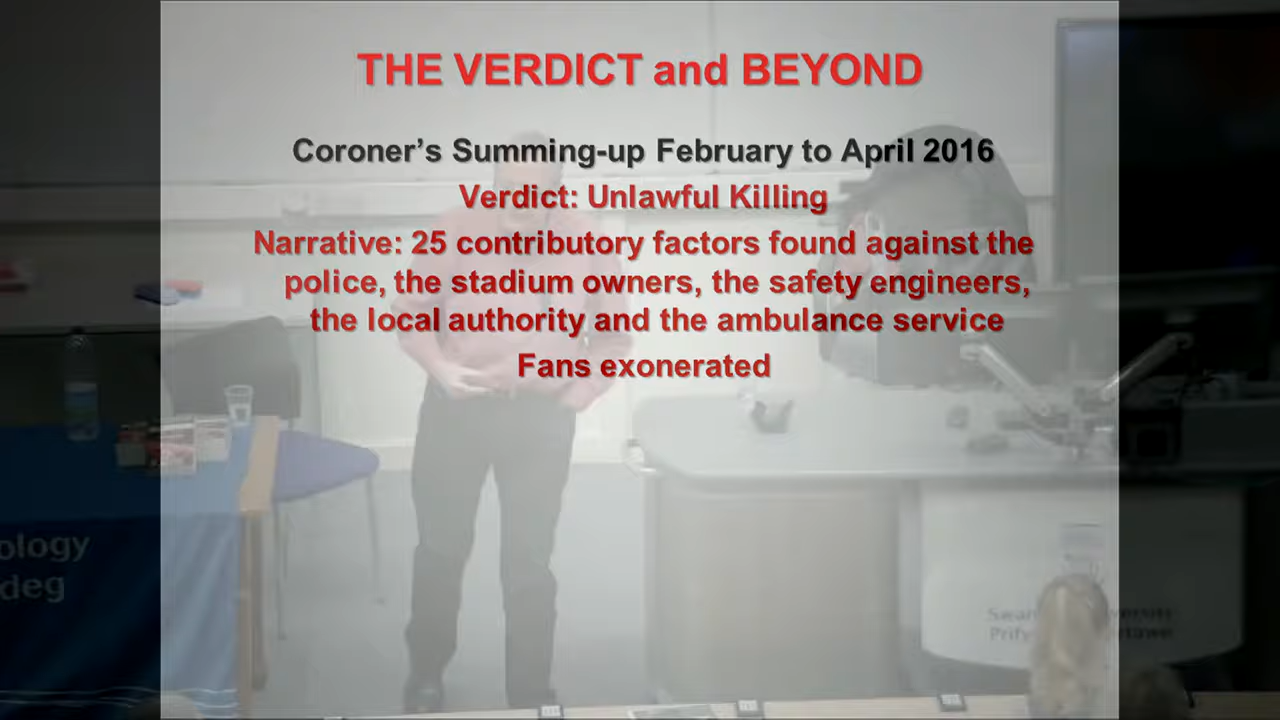 THE VERDICT and BEYOND
Coroner's Summing-up February to April 2016
Verdict: Unlawful Killing
Narrative: 25 contributory factors found against the
police, the stadium owners, the safety engineers,
the local authority and the ambulance service
Fans exonerated
ology
deg